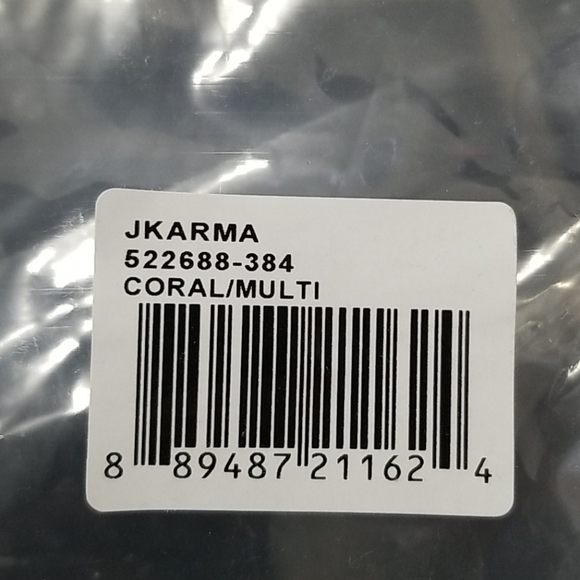 JKARMA
522688-384
CORAL/MULTI
8 89487 21162 4